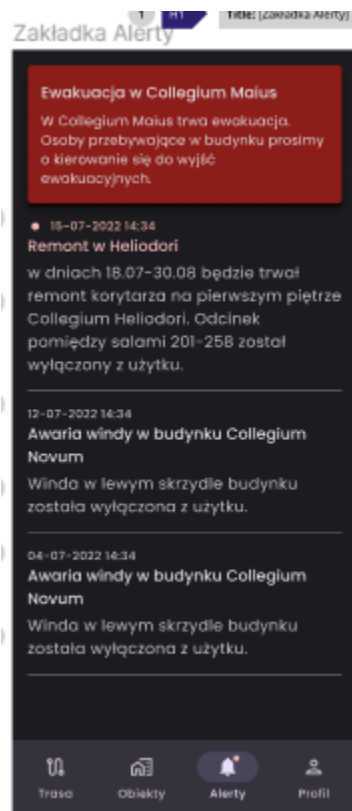 1
H1
Title: [Zakładka Alerty]
Zakładka Alerty
Ewakuacja w Collegium Maius
W Collegium Maius trwa ewakuacja.
Osoby przebywające w budynku prosimy
o kierowanie się do wyjść
ewakuacyjnych.
15-07-2022 14:34
Remont w Heliodori
w dniach 18.07-30.08 będzie trwał
remont korytarza na pierwszym piętrze
Collegium Heliodori. Odcinek
pomiędzy salami 201-258 został
wyłączony z użytku.
12-07-2022 14:34
Awaria windy w budynku Collegium
Novum
Winda w lewym skrzydle budynku
została wyłączona z użytku.
04-07-2022 14:34
Awaria windy w budynku Collegium
Novum
Winda w lewym skrzydle budynku
została wyłączona z użytku.
Trasa
Obiekty
Alerty
Profil